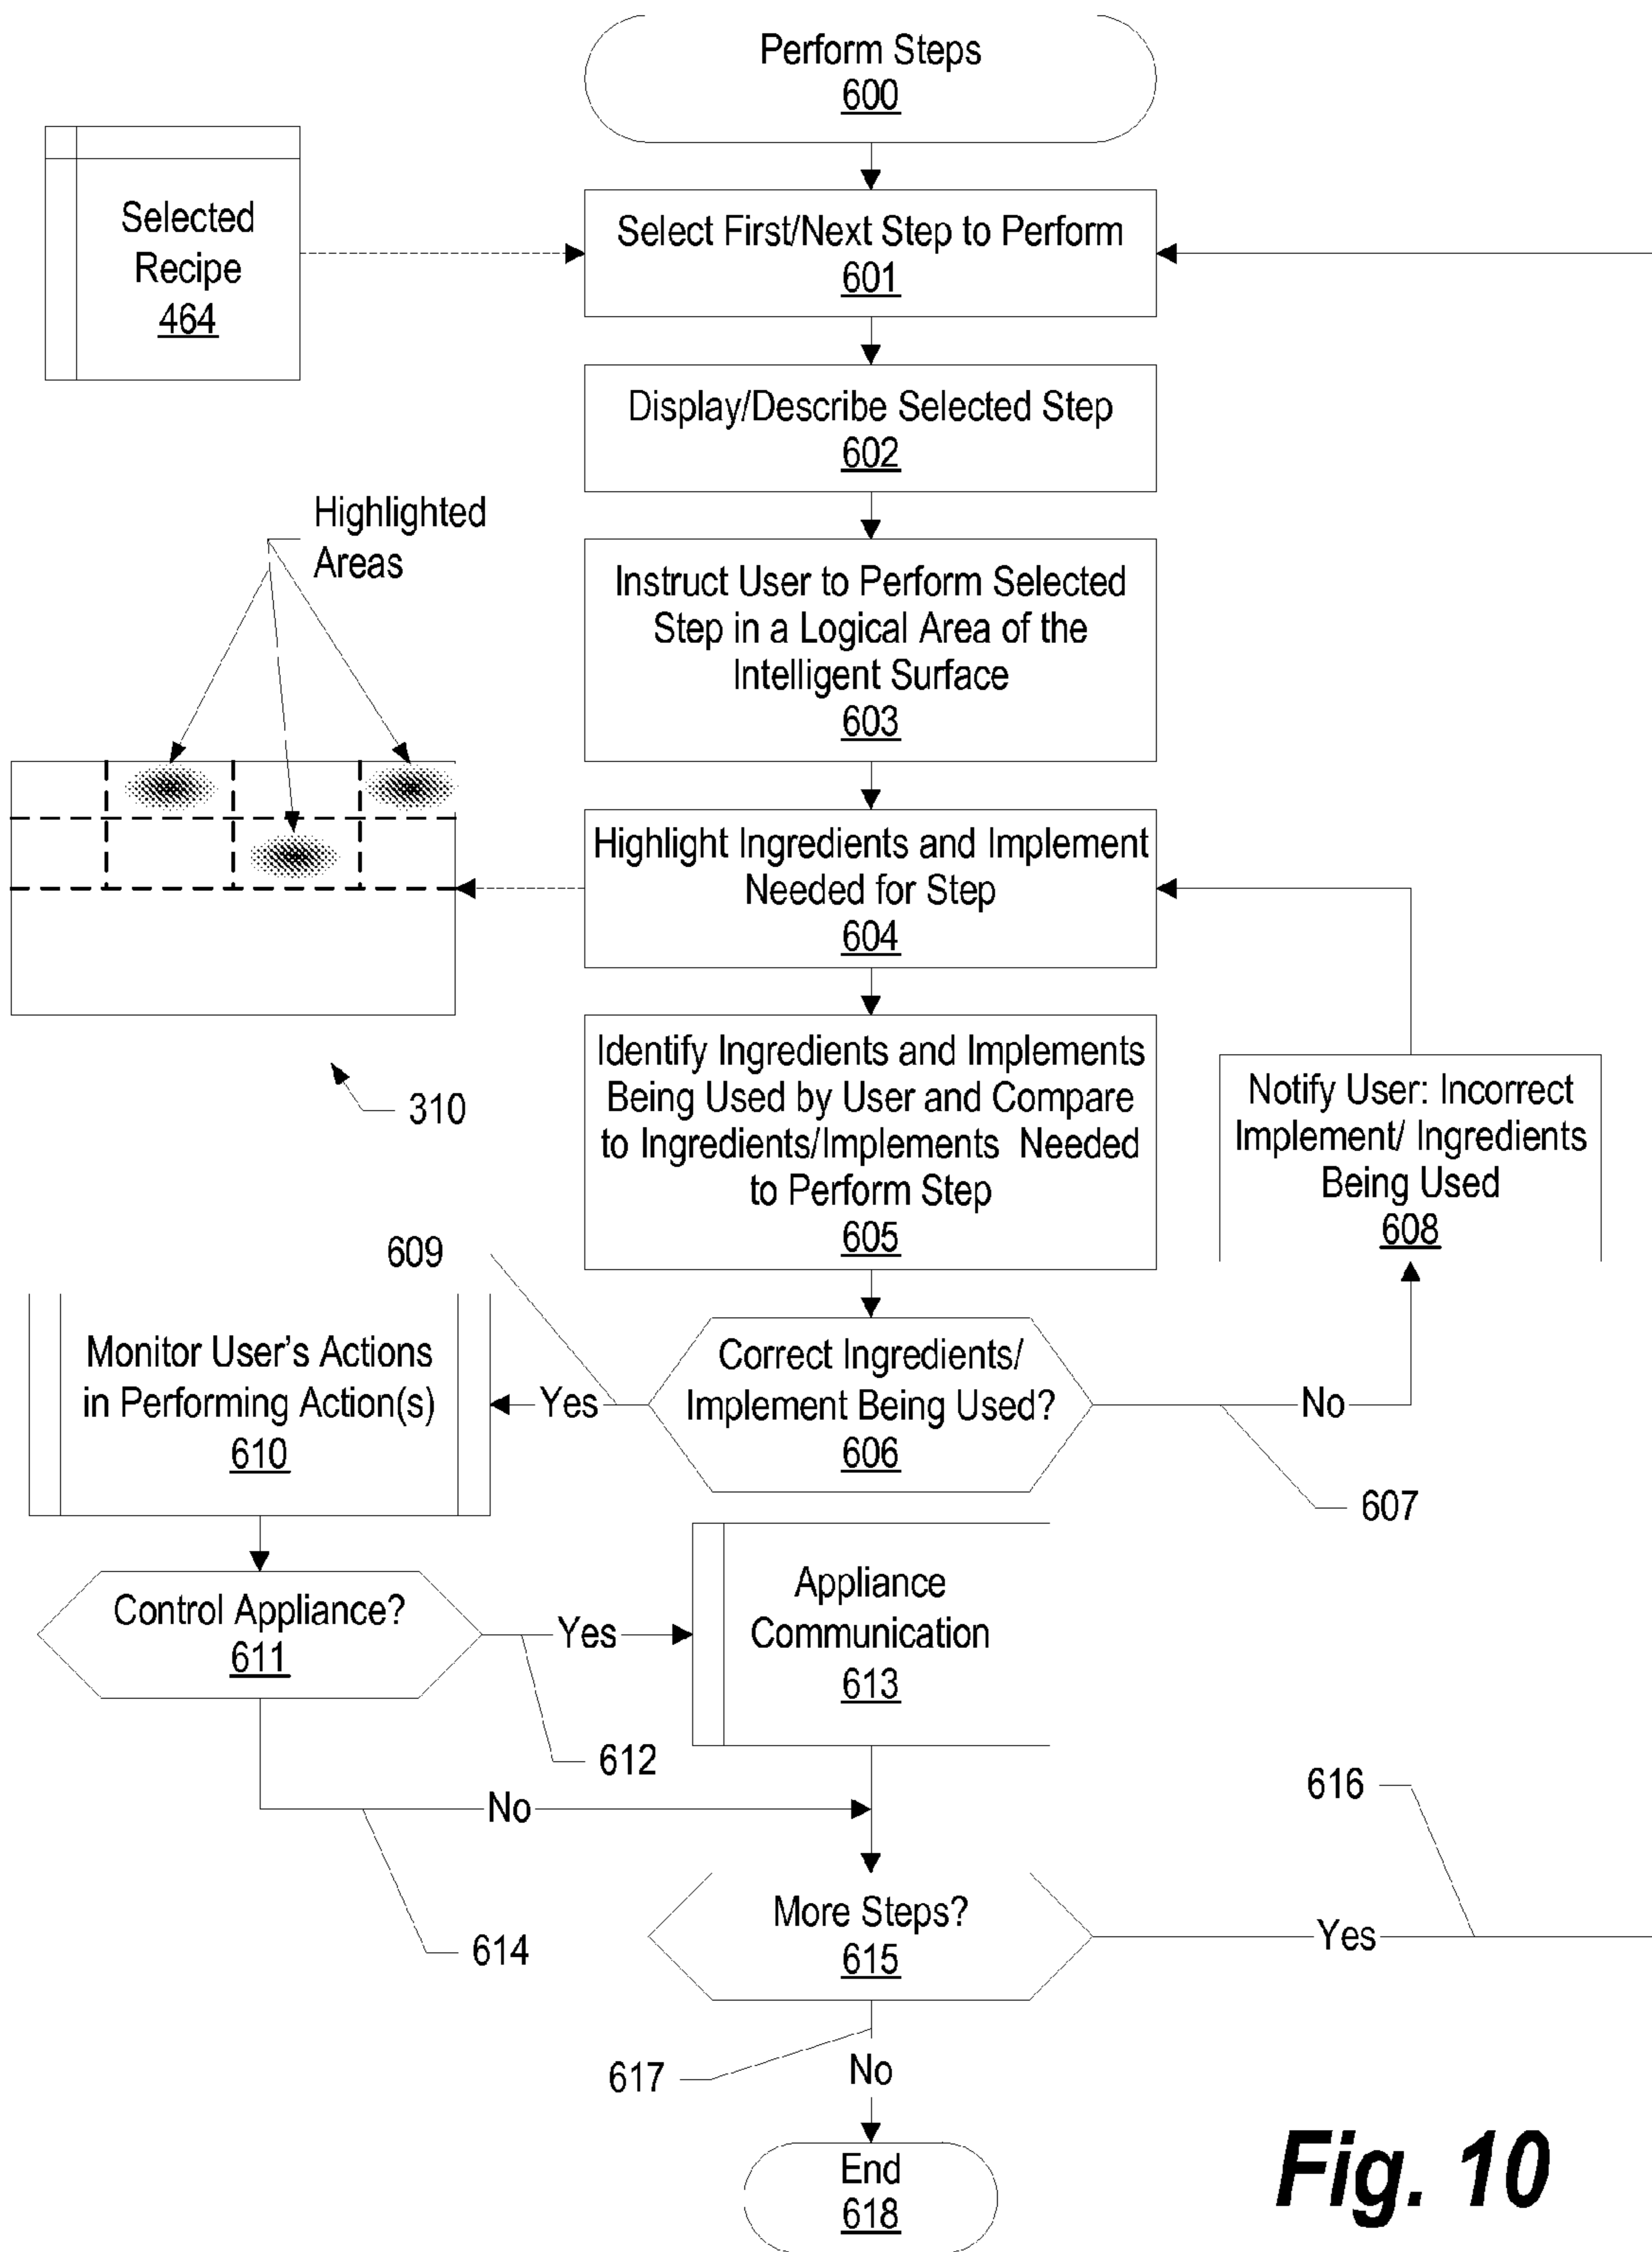 Perform Steps
600
Selected
Recipe
464
Select First/Next Step to Perform
601
Display/Describe Selected Step
602
Highlighted
Areas
Instruct User to Perform Selected
Step in a Logical Area of the
Intelligent Surface
603
Highlight Ingredients and Implement
Needed for Step
604
310
Identify Ingredients and Implements
Being Used by User and Compare
to Ingredients/Implements Needed
to Perform Step
605
Notify User: Incorrect
Implement/ Ingredients
Being Used
608
609
Monitor User's Actions
in Performing Action(s)
610
Yes
Correct Ingredients/
Implement Being Used?
606
No
607
Control Appliance?
611
Yes
612
Appliance
Communication
613
No
614
616
More Steps?
615
Yes
617
No
End
618
Fig. 10